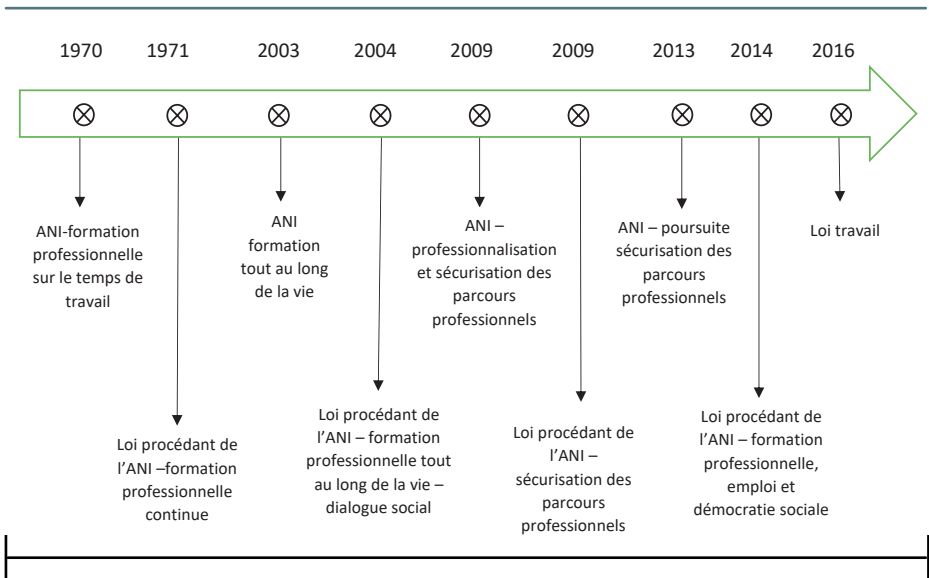 1970 1971 2003 2004 2009 2009 2013 2014 2016
ANI-formation
professionnelle
sur le temps de
travail
Loi procédant de
l'ANI –formation
professionnelle
continue
ANI
formation
tout au long
de la vie
Loi procédant de
l'ANI – formation
professionnelle tout
au long de la vie –
dialogue social
ANI –
professionnalisation
et sécurisation des
parcours
professionnels
Loi procédant de
l'ANI –
sécurisation des
parcours
professionnels
ANI – poursuite
sécurisation des
parcours
professionnels
Loi procédant de
l'ANI – formation
professionnelle,
emploi et
démocratie sociale
Loi travail